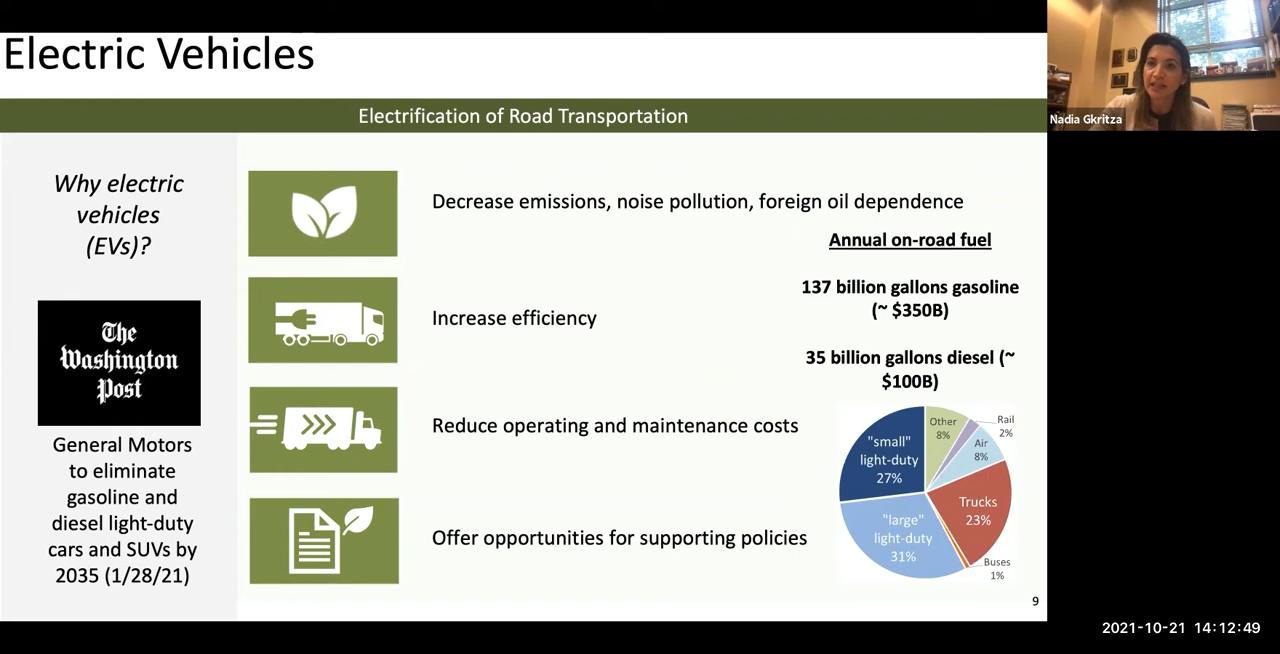 Electric Vehicles
Electrification of Road Transportation
Nadia Gkritza
Why electric
vehicles
(EVs)?
The
Washington
Post
General Motors
to eliminate
gasoline and
diesel light-duty
cars and SUVs by
2035 (1/28/21)
Decrease emissions, noise pollution, foreign oil dependence
Increase efficiency
Reduce operating and maintenance costs
Offer opportunities for supporting policies
Annual on-road fuel
137 billion gallons gasoline
(~ $350B)
35 billion gallons diesel (~
$100B)
Other
8%
Rail
2%
Air
8%
Trucks
23%
Buses
1%
"large"
light-duty
31%
"small"
light-duty
27%
9
2021-10-21 14:12:49